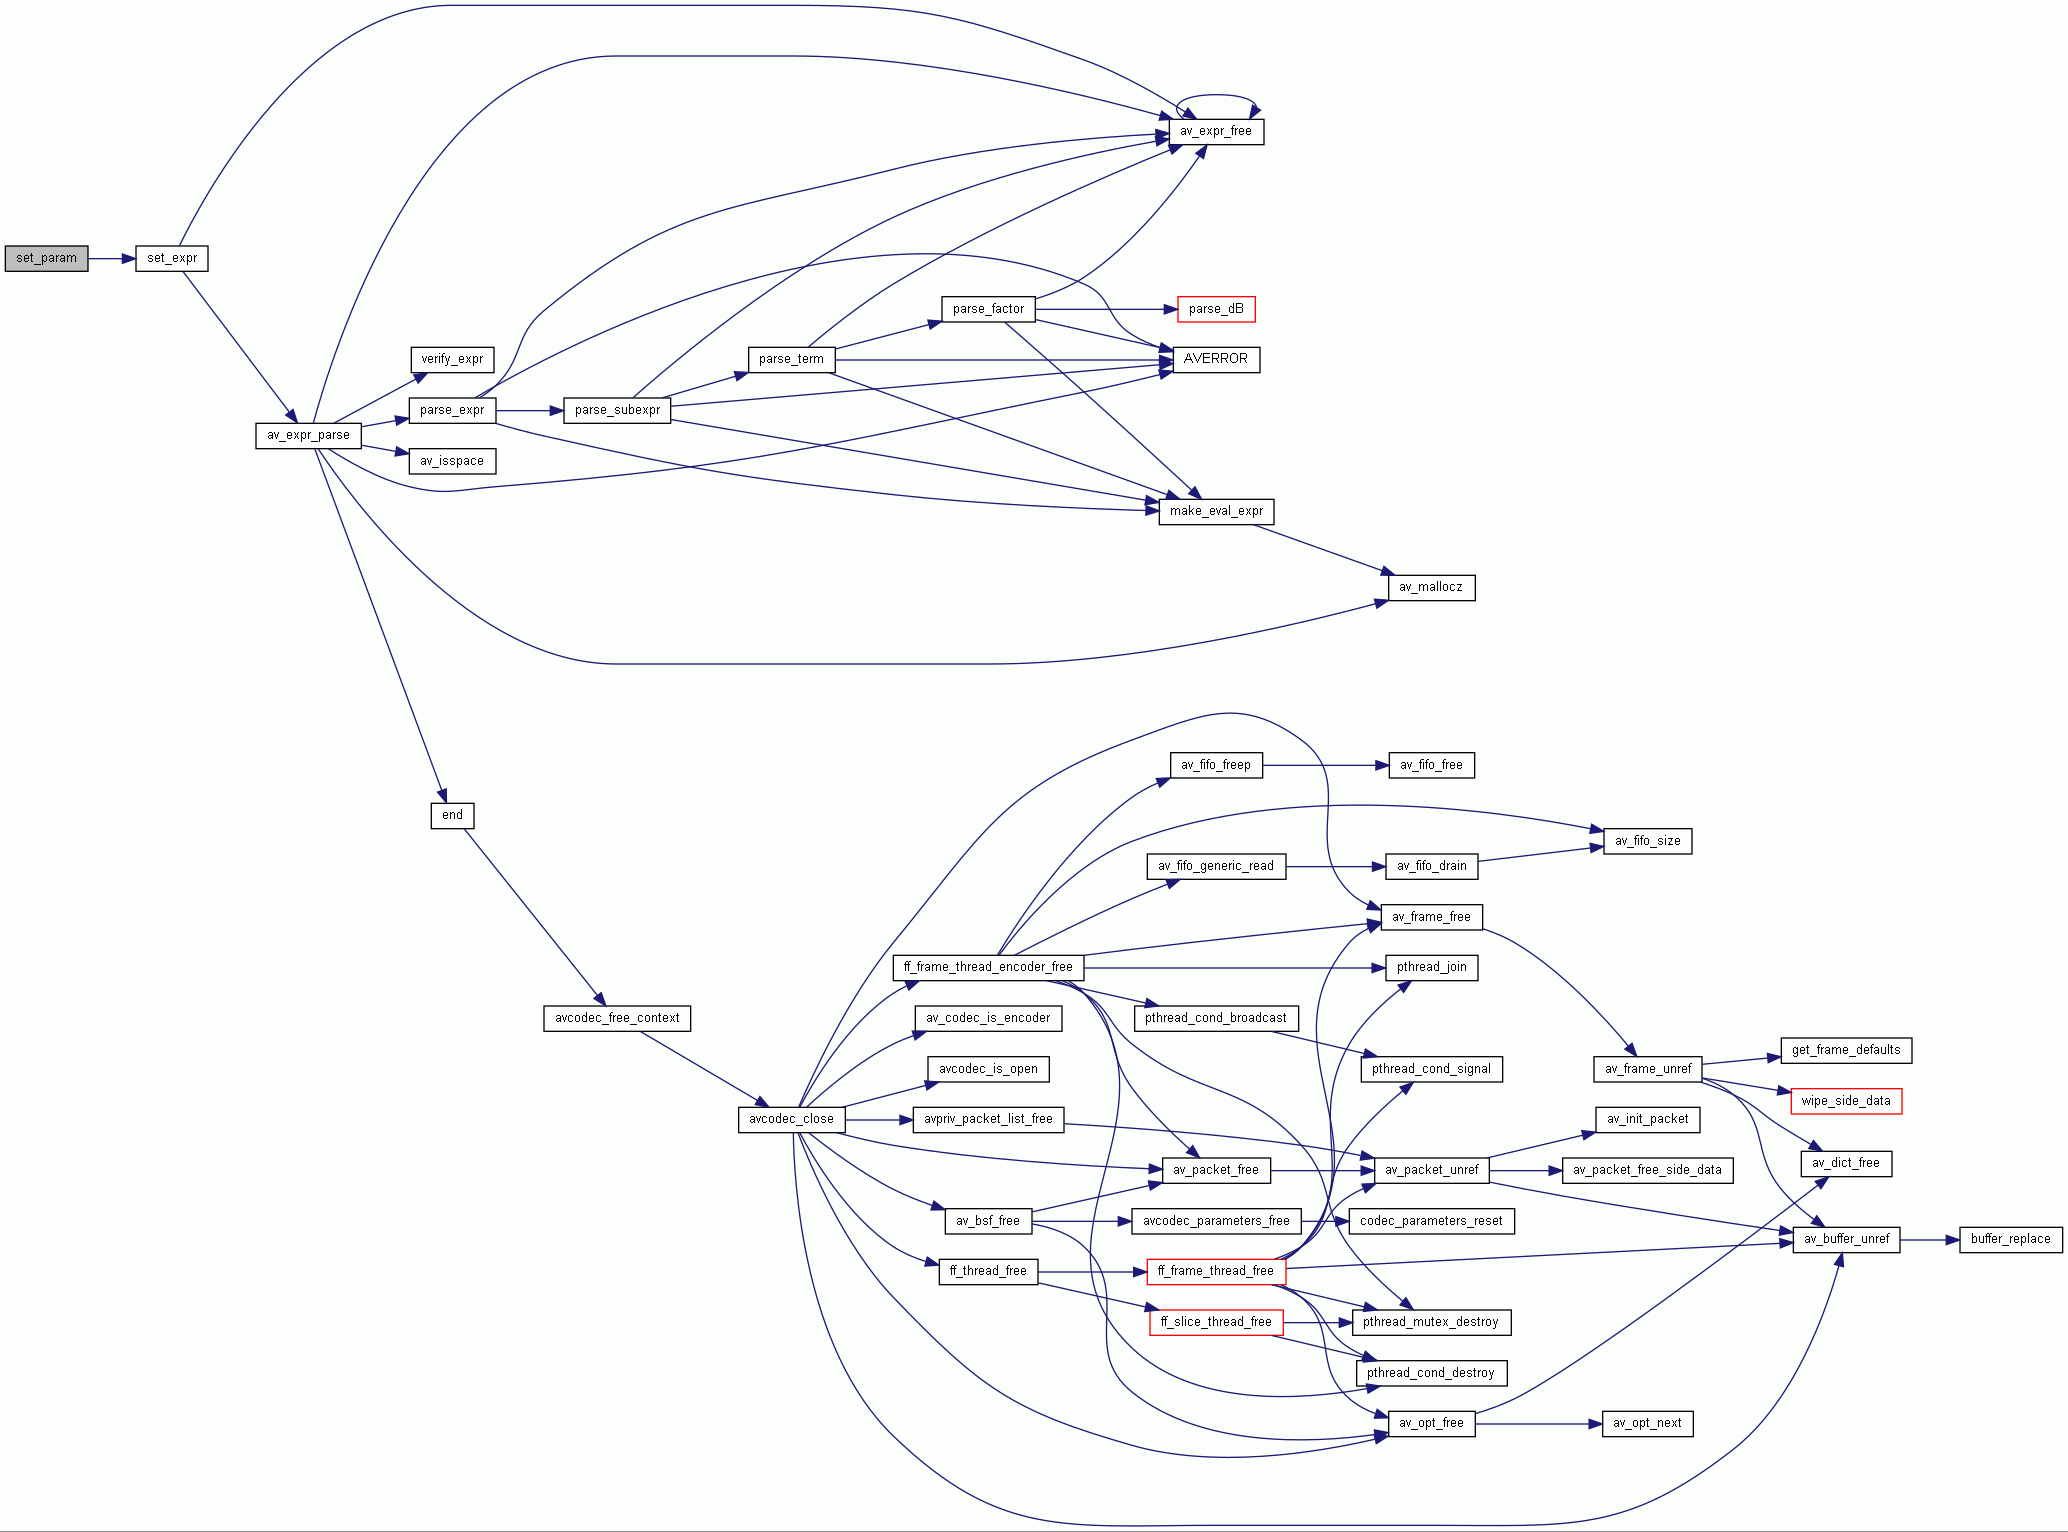 av_expr_free
set_param
set_expr
parse_factor
parse_dB
verify_expr
parse_term
AVERROR
parse_expr
parse_subexpr
av_expr_parse
av_isspace
make_eval_expr
av_mallocz
av_fifo_freep
av_fifo_free
end
av_fifo_size
av_fifo_generic_read
av_fifo_drain
av_frame_free
ff_frame_thread_encoder_free
pthread_join
avcodec_free_context
av_codec_is_encoder
pthread_cond_broadcast
get_frame_defaults
avcodec_is_open
pthread_cond_signal
av_frame_unref
wipe_side_data
avcodec_close
avpriv_packet_list_free
av_init_packet
av_packet_free
av_packet_unref
av_packet_free_side_data
av_dict_free
av_bsf_free
avcodec_parameters_free
codec_parameters_reset
av_buffer_unref
buffer_replace
ff_thread_free
ff_frame_thread_free
ff_slice_thread_free
pthread_mutex_destroy
pthread_cond_destroy
av_opt_free
av_opt_next